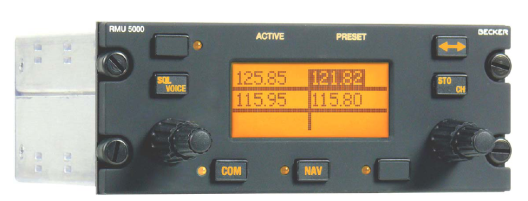 RMU 5000
ACTIVE PRESET
BECKER
SQL
VOICE
125.85 121.82
115.95 115.80
STO
CH
COM
NAV